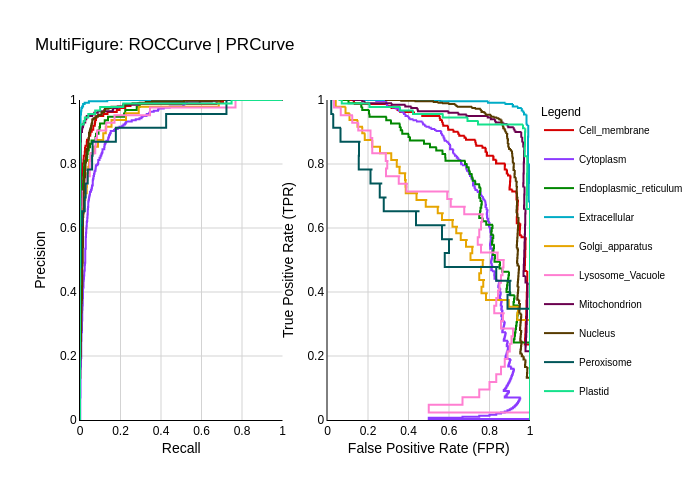 MultiFigure: ROCCurve | PRCurve
Precision
1
0.8
0.6
0.4
0.2
0
0 0.2 0.4 0.6 0.8 1
Recall
True Positive Rate (TPR)
1
0.8
0.6
0.4
0.2
0
0 0.2 0.4 0.6 0.8 1
False Positive Rate (FPR)
Legend
Cell_membrane
Cytoplasm
Endoplasmic_reticulum
Extracellular
Golgi_apparatus
Lysosome_Vacuole
Mitochondrion
Nucleus
Peroxisome
Plastid